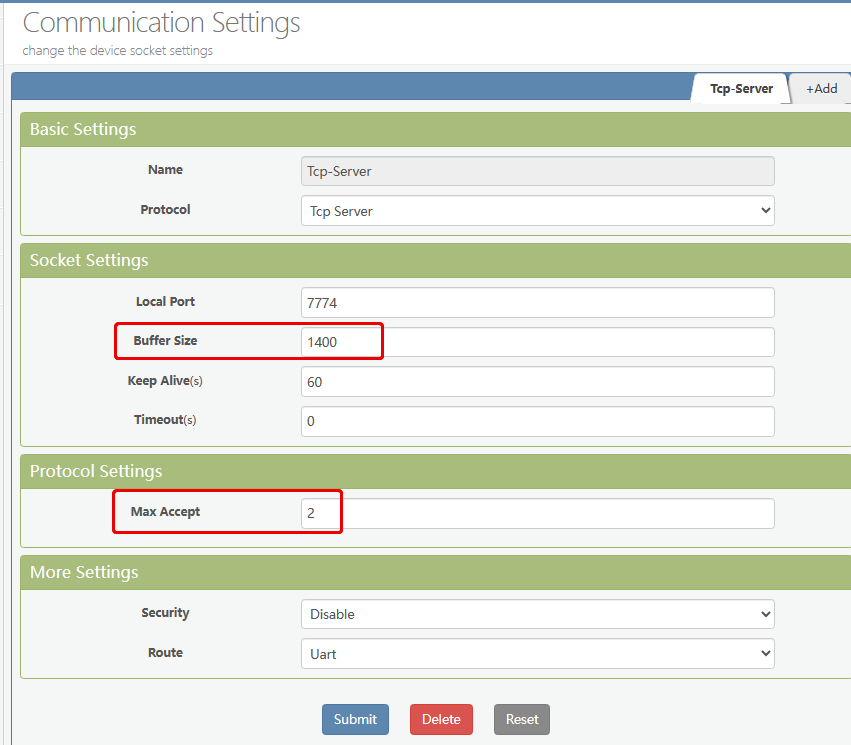 Communication Settings
change the device socket settings
Tcp-Server +Add
Basic Settings
Name Tcp-Server
Protocol Tcp Server
Socket Settings
Local Port 7774
Buffer Size 1400
Keep Alive(s) 60
Timeout(s) 0
Protocol Settings
Max Accept 2
More Settings
Security Disable
Route Uart
Submit Delete Reset